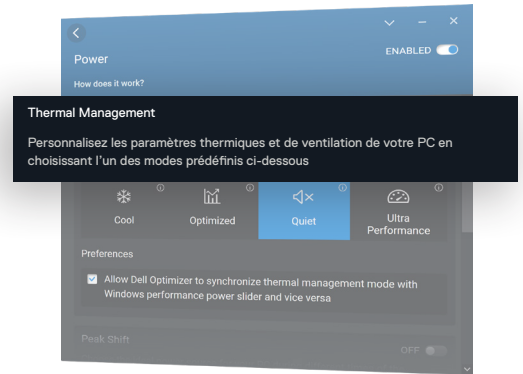 Power
ENABLED
How does it work?
Thermal Management
Personnalisez les paramètres thermiques et de ventilation de votre PC en
choisissant l'un des modes prédéfinis ci-dessous
Cool
Optimized
Quiet
Ultra
Performance
Preferences
Allow Dell Optimizer to synchronize thermal management mode with
Windows performance power slider and vice versa
Peak Shift
OFF